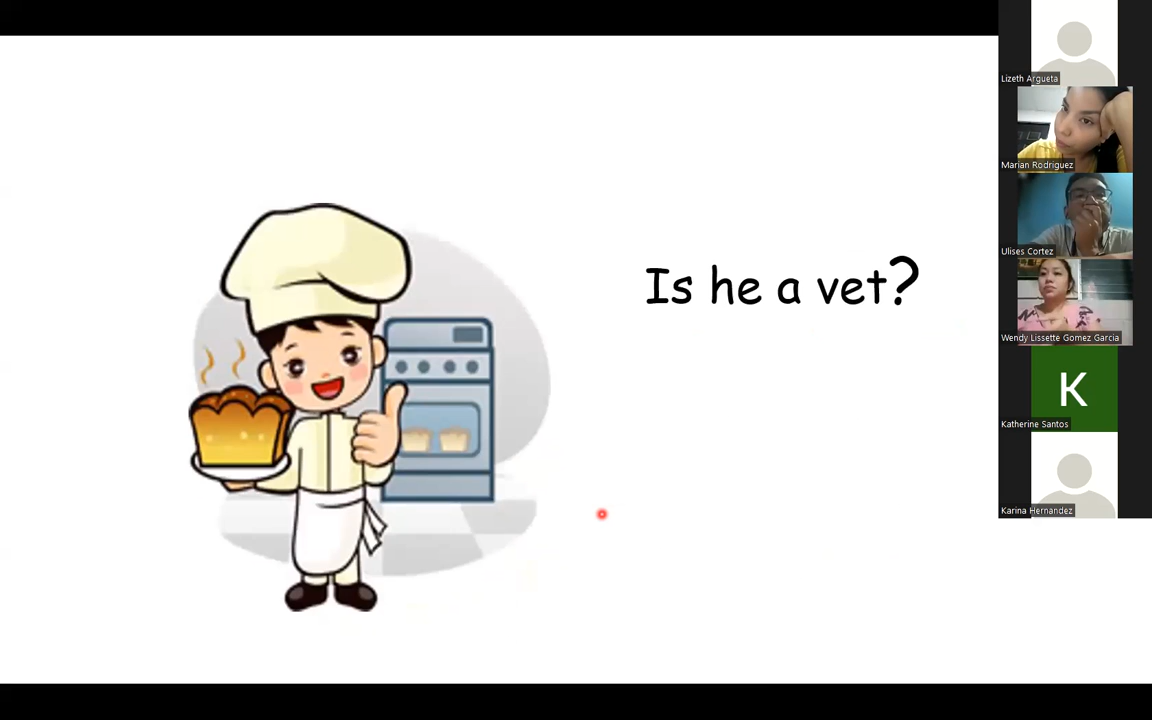 Is he a vet?
Lizeth Argueta
Marian Rodriguez
Ulises Cortez
Wendy Lissette Gomez Garcia
K
Katherine Santos
Karina Hernandez